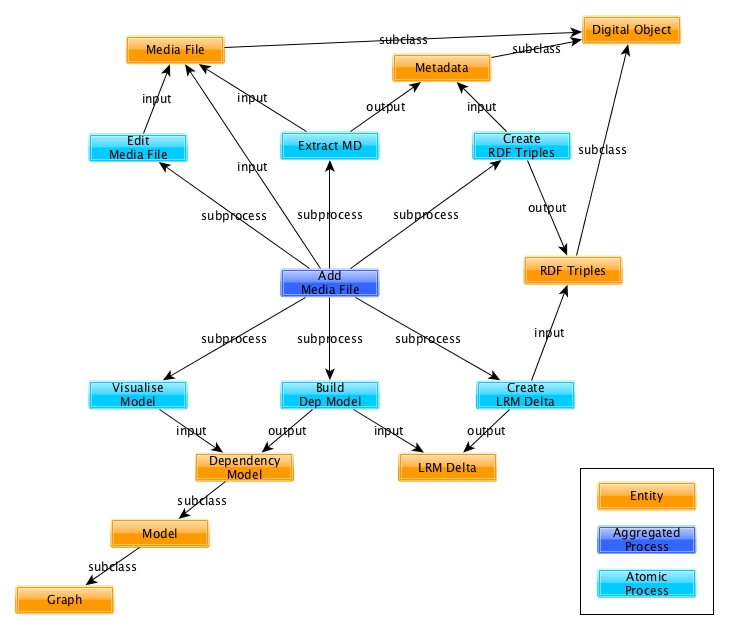 Digital Object
Media File
subclass
subclass
Metadata
input
input
output
input
Edit
Media File
Extract MD
Create
RDF Triples
subclass
input
output
subprocess
subprocess
subprocess
Add
Media File
RDF Triples
subprocess
subprocess
subprocess
input
Visualise
Model
Build
Dep Model
Create
LRM Delta
input
output
input
output
Dependency
Model
LRM Delta
subclass
Model
subclass
Graph
Entity
Aggregated
Process
Atomic
Process